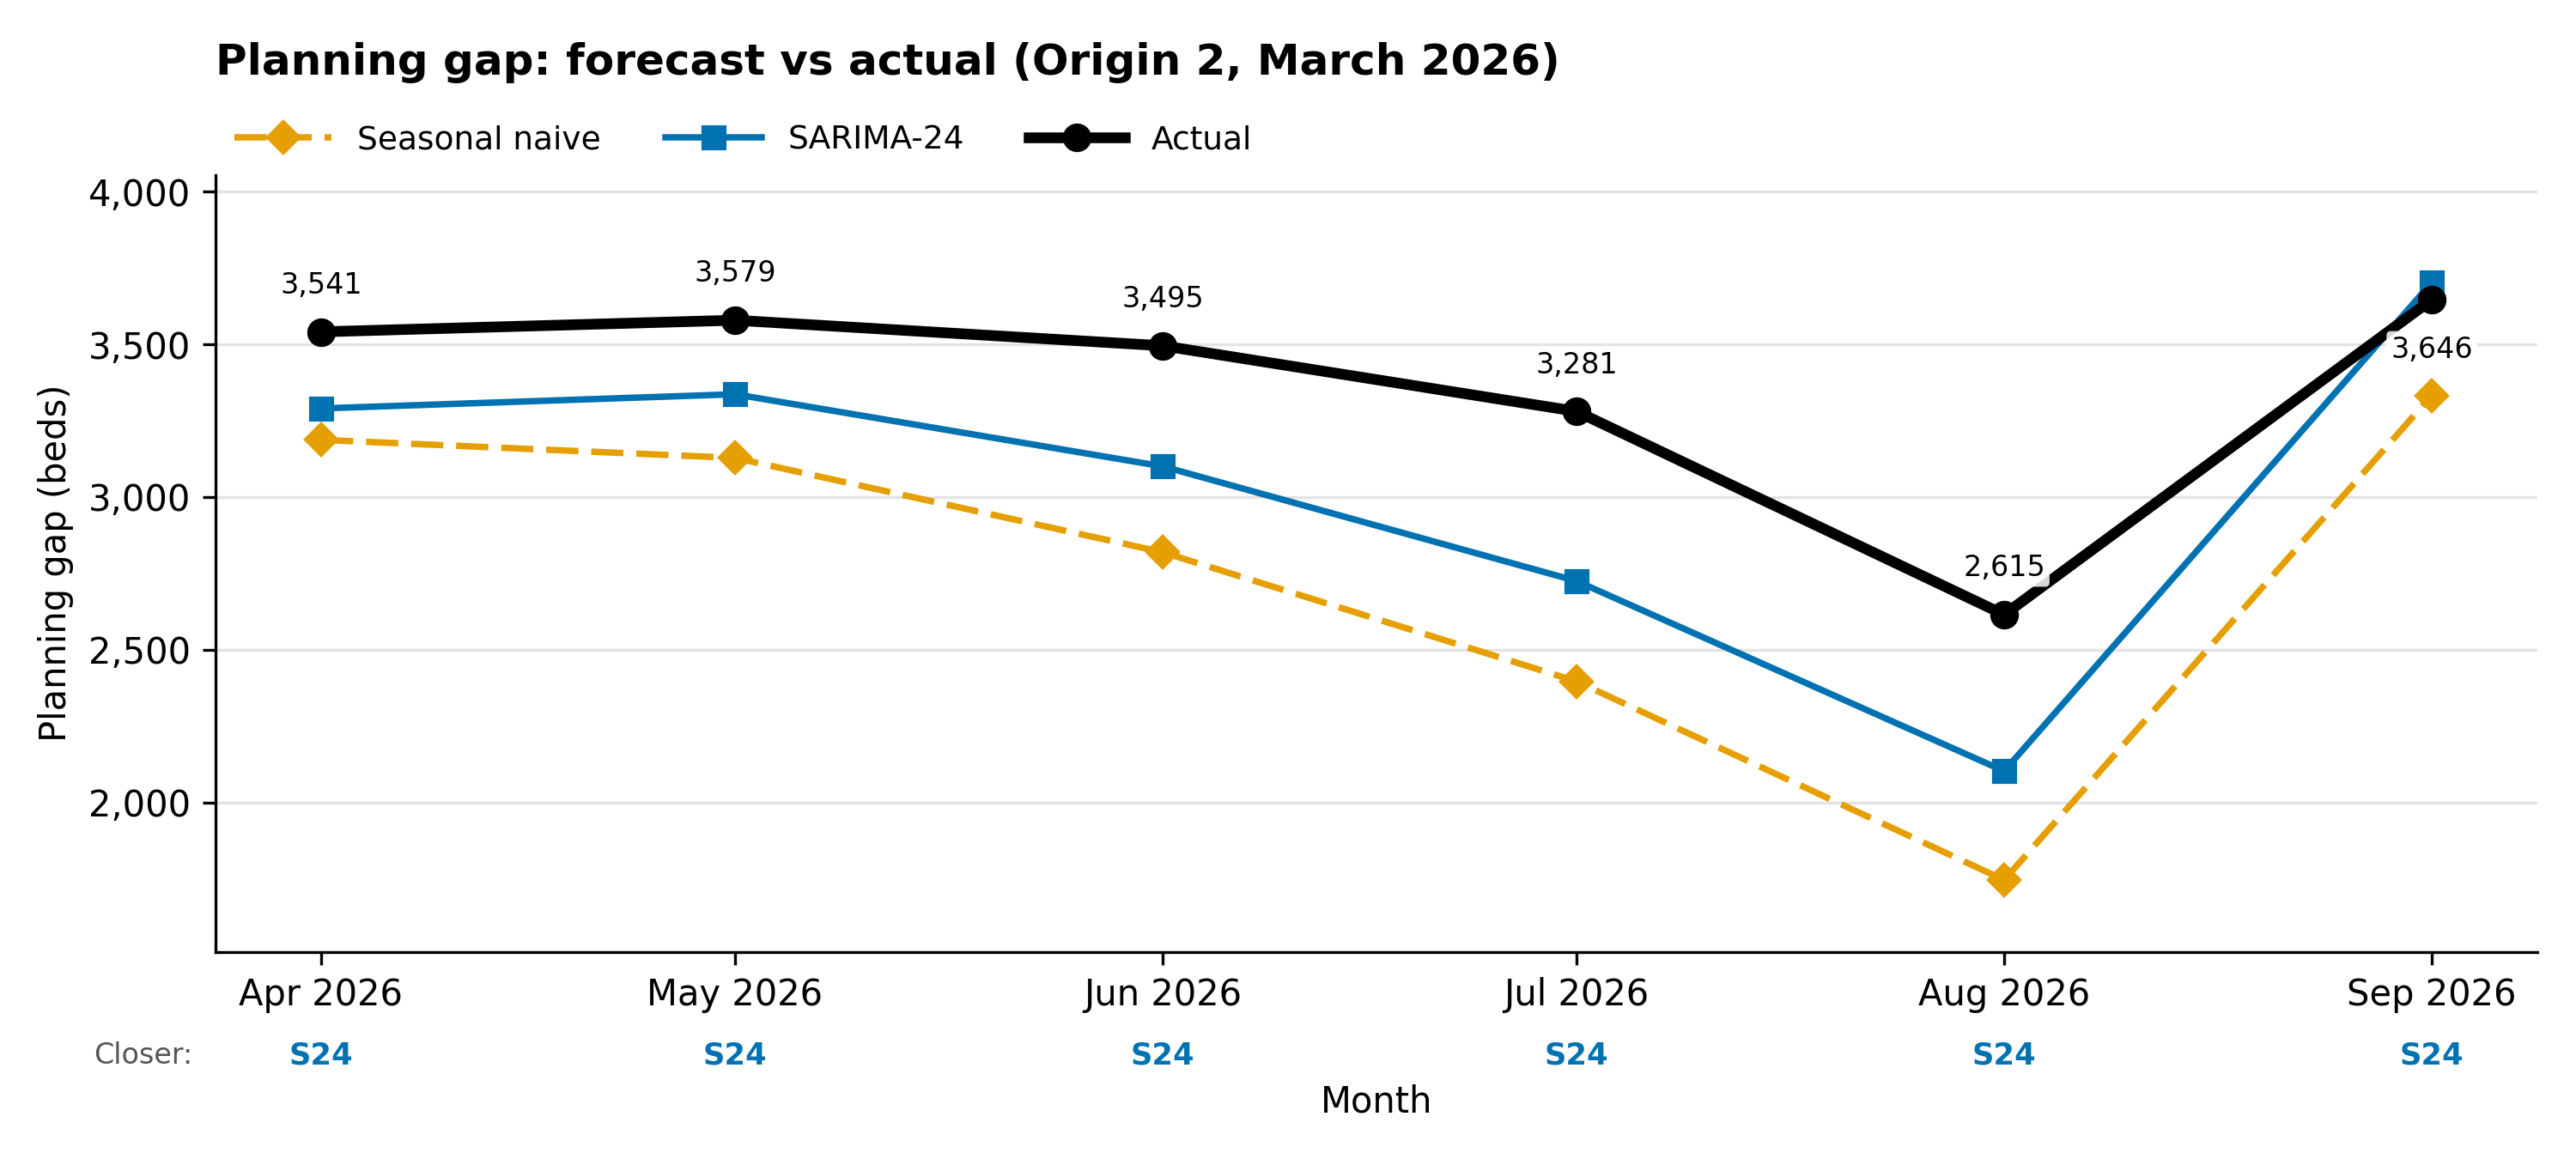 Planning gap: forecast vs actual (Origin 2, March 2026)
Seasonal naive SARIMA-24 Actual
Planning gap (beds)
4,000
3,500
3,000
2,500
2,000
3,541
3,579
3,495
3,281
2,615
3,646
Apr 2026 May 2026 Jun 2026 Jul 2026 Aug 2026 Sep 2026
Closer: S24 S24 S24 S24 S24 S24
Month